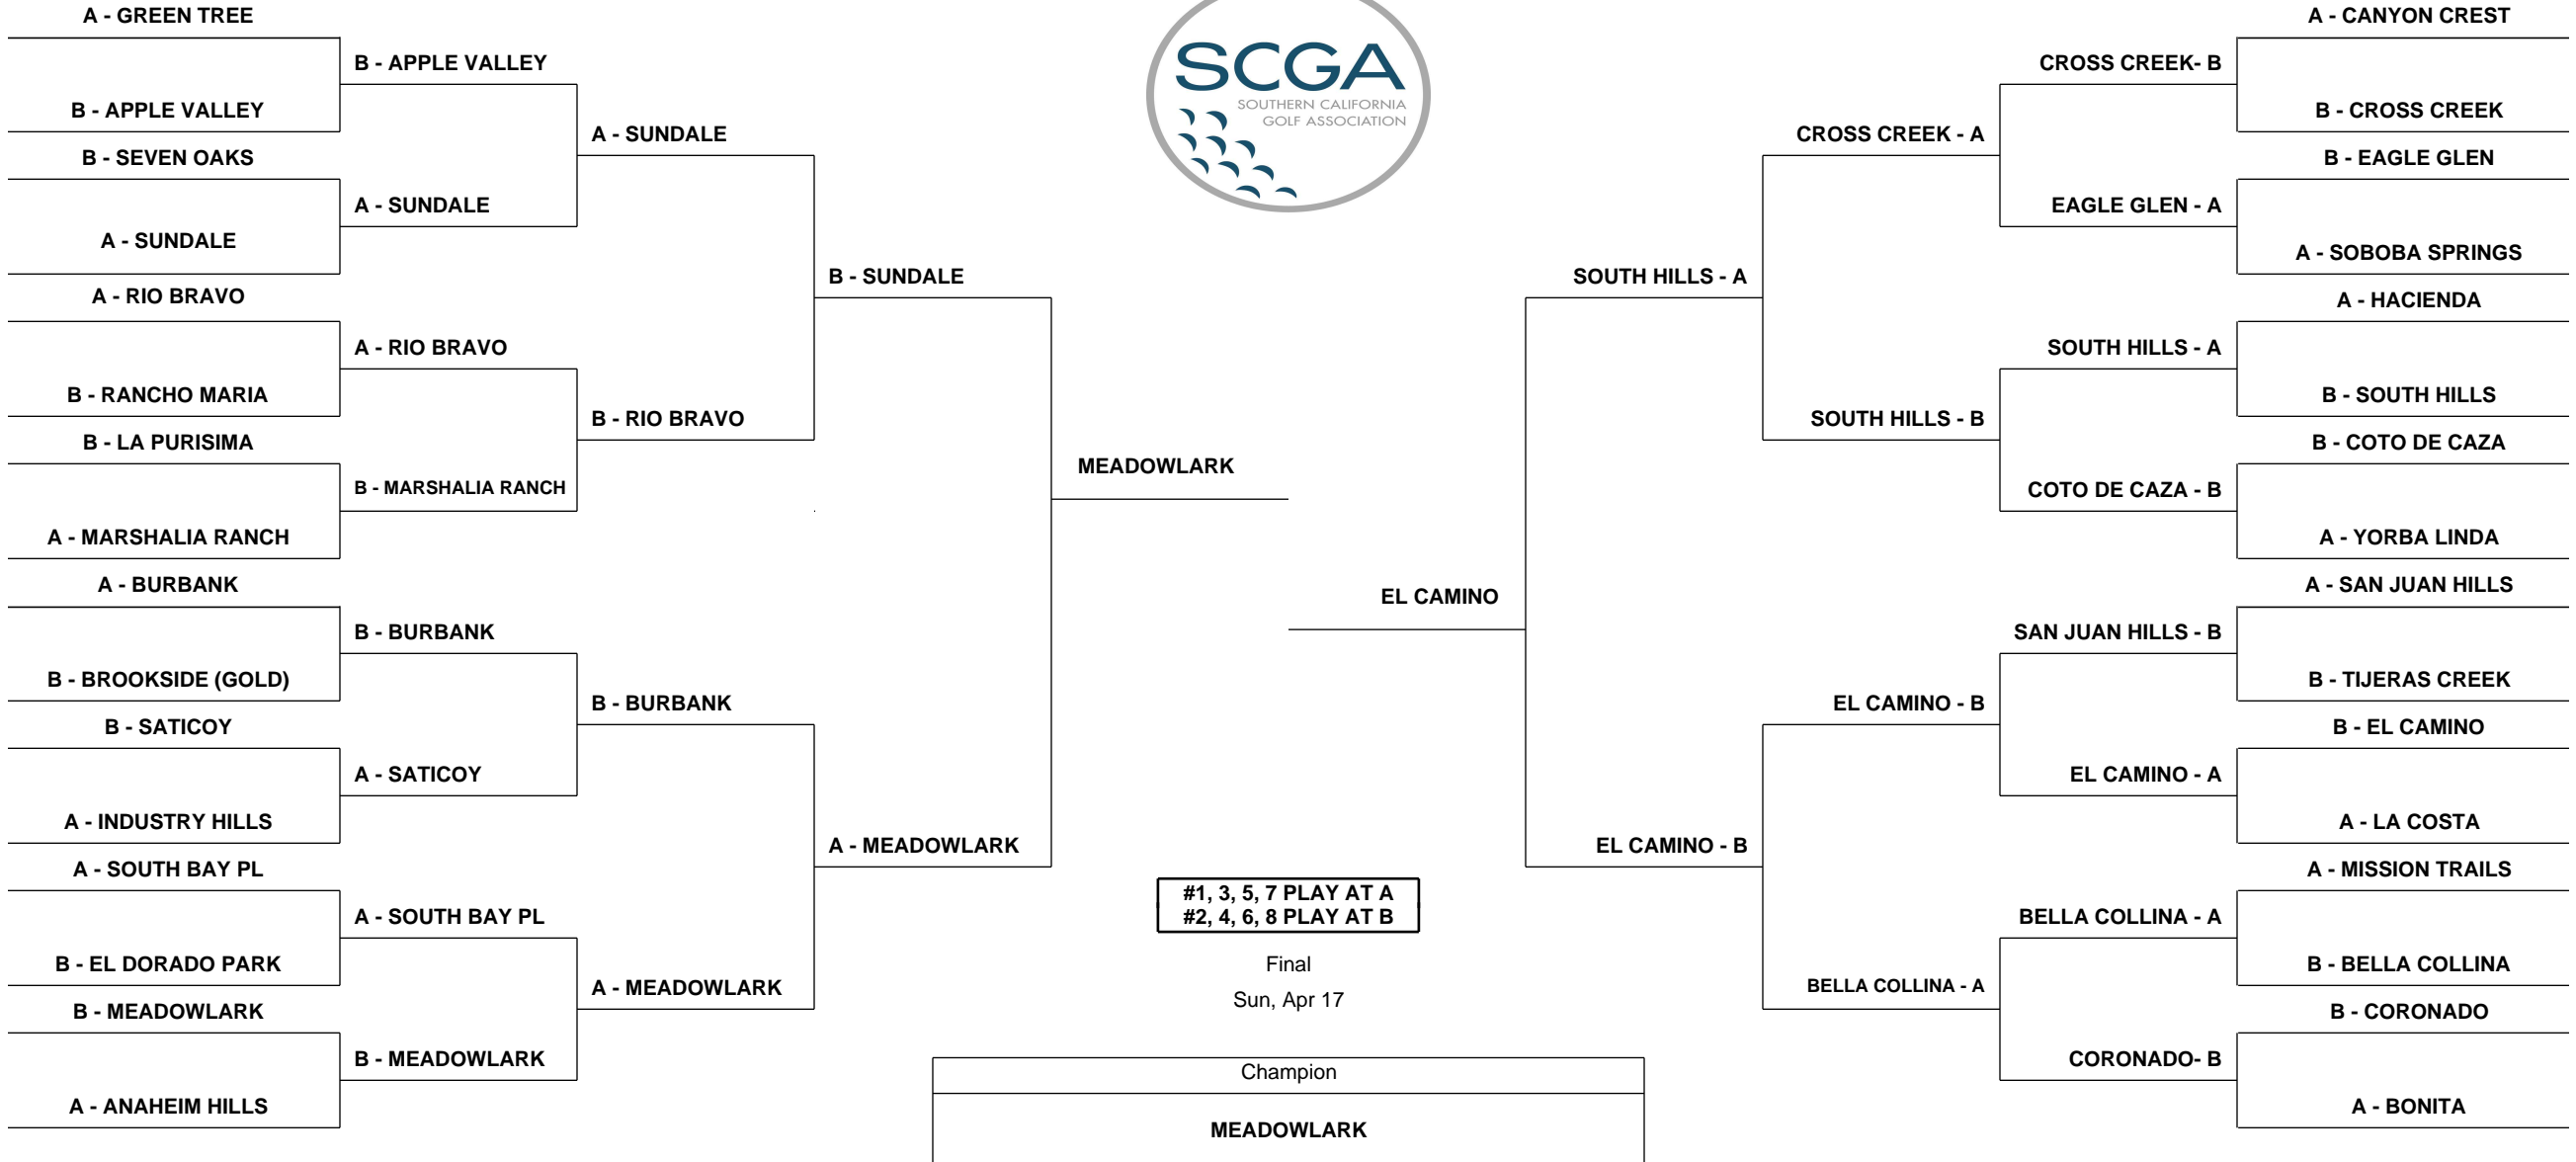 A - GREEN TREE
B - APPLE VALLEY
B - SEVEN OAKS
A - SUNDALE
A - RIO BRAVO
B - RANCHO MARIA
B - LA PURISIMA
A - MARSHALIA RANCH
A - BURBANK
B - BROOKSIDE (GOLD)
B - SATICOY
A - INDUSTRY HILLS
A - SOUTH BAY PL
B - EL DORADO PARK
B - MEADOWLARK
A - ANAHEIM HILLS
B - APPLE VALLEY
A - SUNDALE
A - RIO BRAVO
B - MARSHALIA RANCH
B - BURBANK
A - SATICOY
A - SOUTH BAY PL
B - MEADOWLARK
A - SUNDALE
B - RIO BRAVO
B - BURBANK
A - MEADOWLARK
B - SUNDALE
A - MEADOWLARK
MEADOWLARK
SCGA
SOUTHERN CALIFORNIA
GOLF ASSOCIATION
EL CAMINO
#1, 3, 5, 7 PLAY AT A
#2, 4, 6, 8 PLAY AT B
Final
Sun, Apr 17
Champion
MEADOWLARK
SOUTH HILLS - A
EL CAMINO - B
CROSS CREEK - A
SOUTH HILLS - B
EL CAMINO - B
BELLA COLLINA - A
CROSS CREEK- B
EAGLE GLEN - A
SOUTH HILLS - A
COTO DE CAZA - B
SAN JUAN HILLS - B
EL CAMINO - A
BELLA COLLINA - A
CORONADO- B
A - CANYON CREST
B - CROSS CREEK
B - EAGLE GLEN
A - SOBOBA SPRINGS
A - HACIENDA
B - SOUTH HILLS
B - COTO DE CAZA
A - YORBA LINDA
A - SAN JUAN HILLS
B - TIJERAS CREEK
B - EL CAMINO
A - LA COSTA
A - MISSION TRAILS
B - BELLA COLLINA
B - CORONADO
A - BONITA